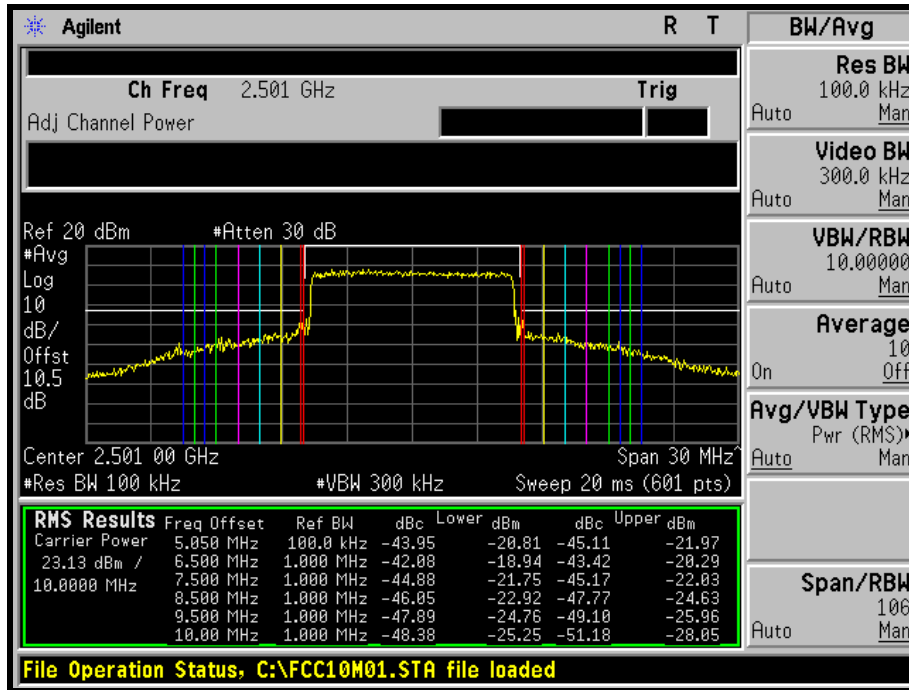 Agilent R T
BW/Avg
Ch Freq 2.501 GHz Trig
Adj Channel Power
Ref 20 dBm #Atten 30 dB
#Avg
Log
10
dB/
Offst
10.5
dB
Center 2.501 00 GHz Span 30 MHz^
#Res BW 100 kHz #VBW 300 kHz Sweep 20 ms (601 pts)
RMS Results Freq Offset Ref BW dBc Lower dBm dBc Upper dBm
Carrier Power 5.050 MHz 100.0 kHz -43.95 -20.81 -45.11 -21.97
23.13 dBm / 6.500 MHz 1.000 MHz -42.08 -18.94 -43.42 -20.29
10.0000 MHz 7.500 MHz 1.000 MHz -44.88 -21.75 -45.17 -22.03
8.500 MHz 1.000 MHz -46.05 -22.92 -47.77 -24.63
9.500 MHz 1.000 MHz -47.89 -24.76 -49.10 -25.96
10.00 MHz 1.000 MHz -48.38 -25.25 -51.18 -28.05
File Operation Status, C:\FCC10M01.STA file loaded
Res BW
100.0 kHz
Auto Man
Video BW
300.0 kHz
Auto Man
VBW/RBW
10.00000
Auto Man
Average
10
On Off
Avg/VBW Type
Pwr (RMS)
Auto Man
Span/RBW
106
Auto Man